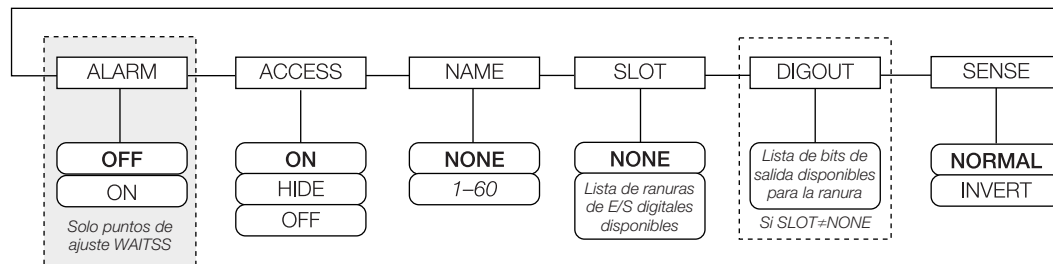 ALARM
ACCESS
NAME
SLOT
DIGOUT
SENSE
OFF
ON
Solo puntos de
ajuste WAITSS
ON
HIDE
OFF
NONE
1–60
NONE
Lista de ranuras
de E/S digitales
disponibles
Lista de bits de
salida disponibles
para la ranura
Si SLOT≠NONE
NORMAL
INVERT